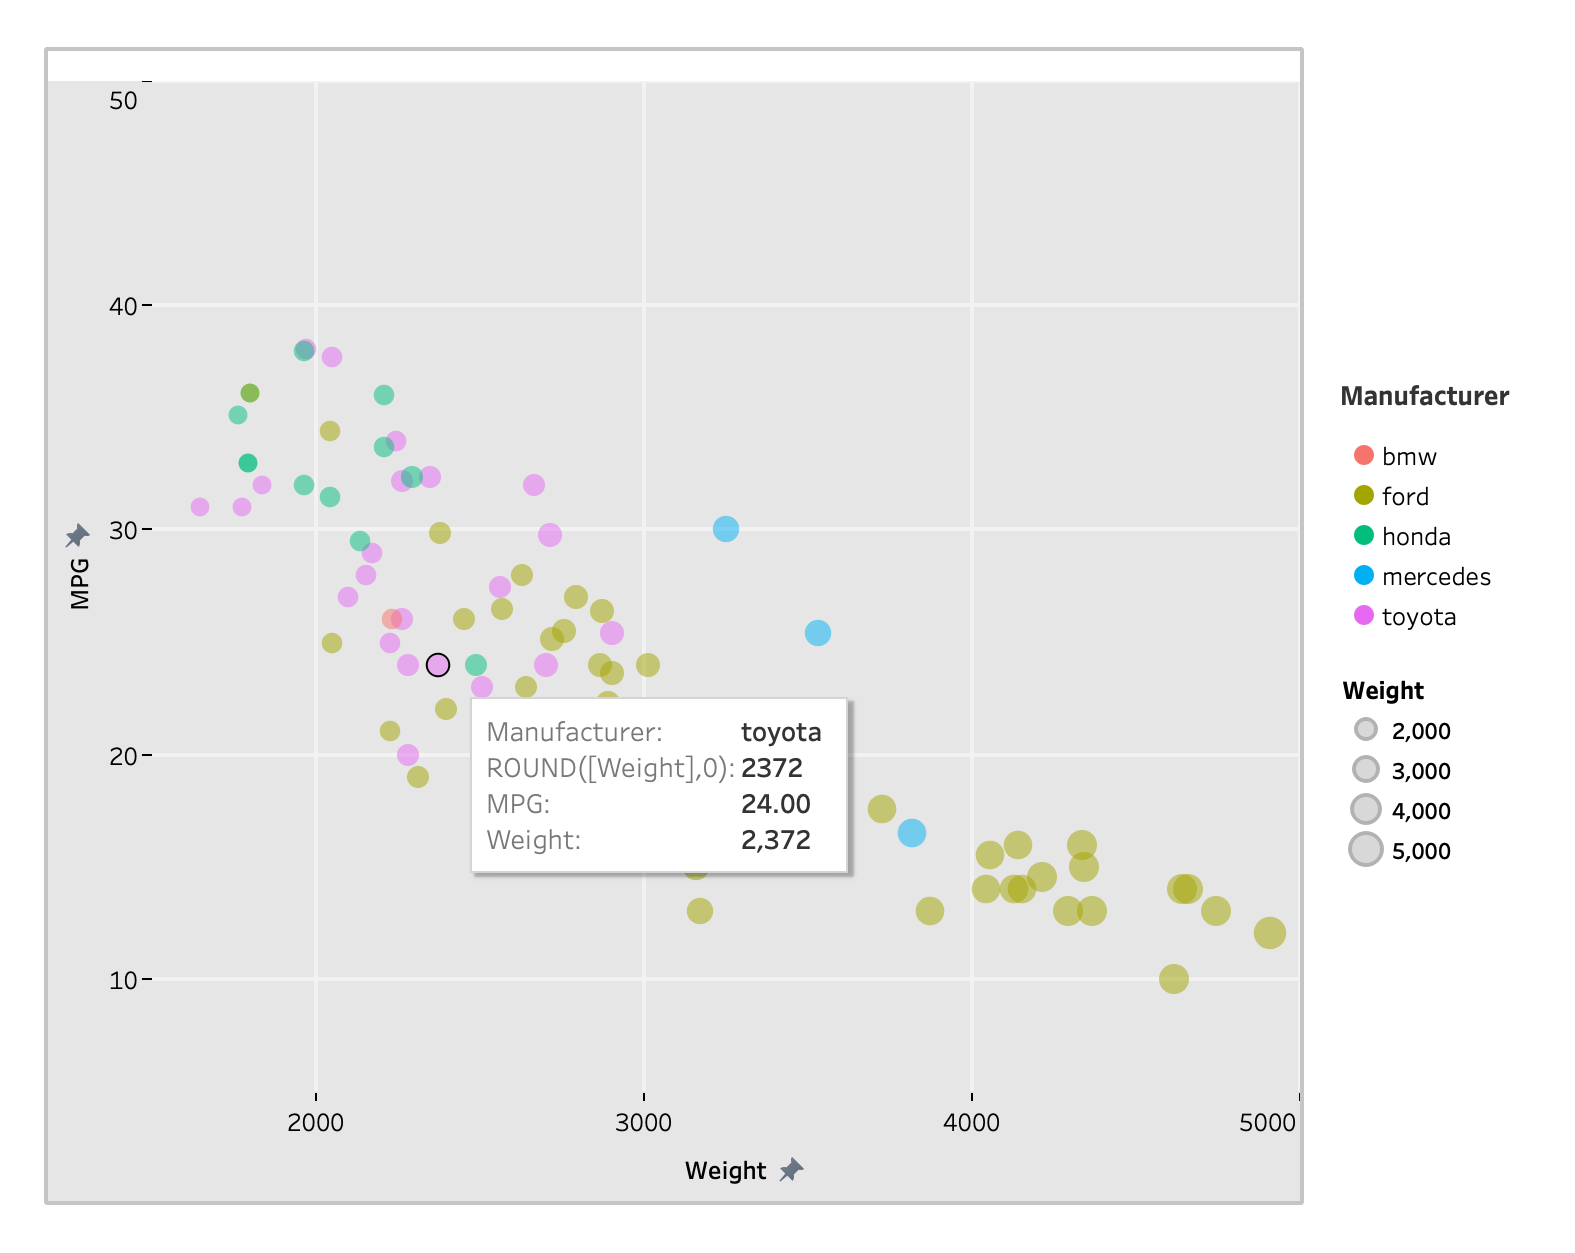 50
40
30
20
10
MPG
2000 3000 4000 5000
Weight
Manufacturer: toyota
ROUND([Weight],0): 2372
MPG: 24.00
Weight: 2,372
Manufacturer
bmw
ford
honda
mercedes
toyota
Weight
2,000
3,000
4,000
5,000